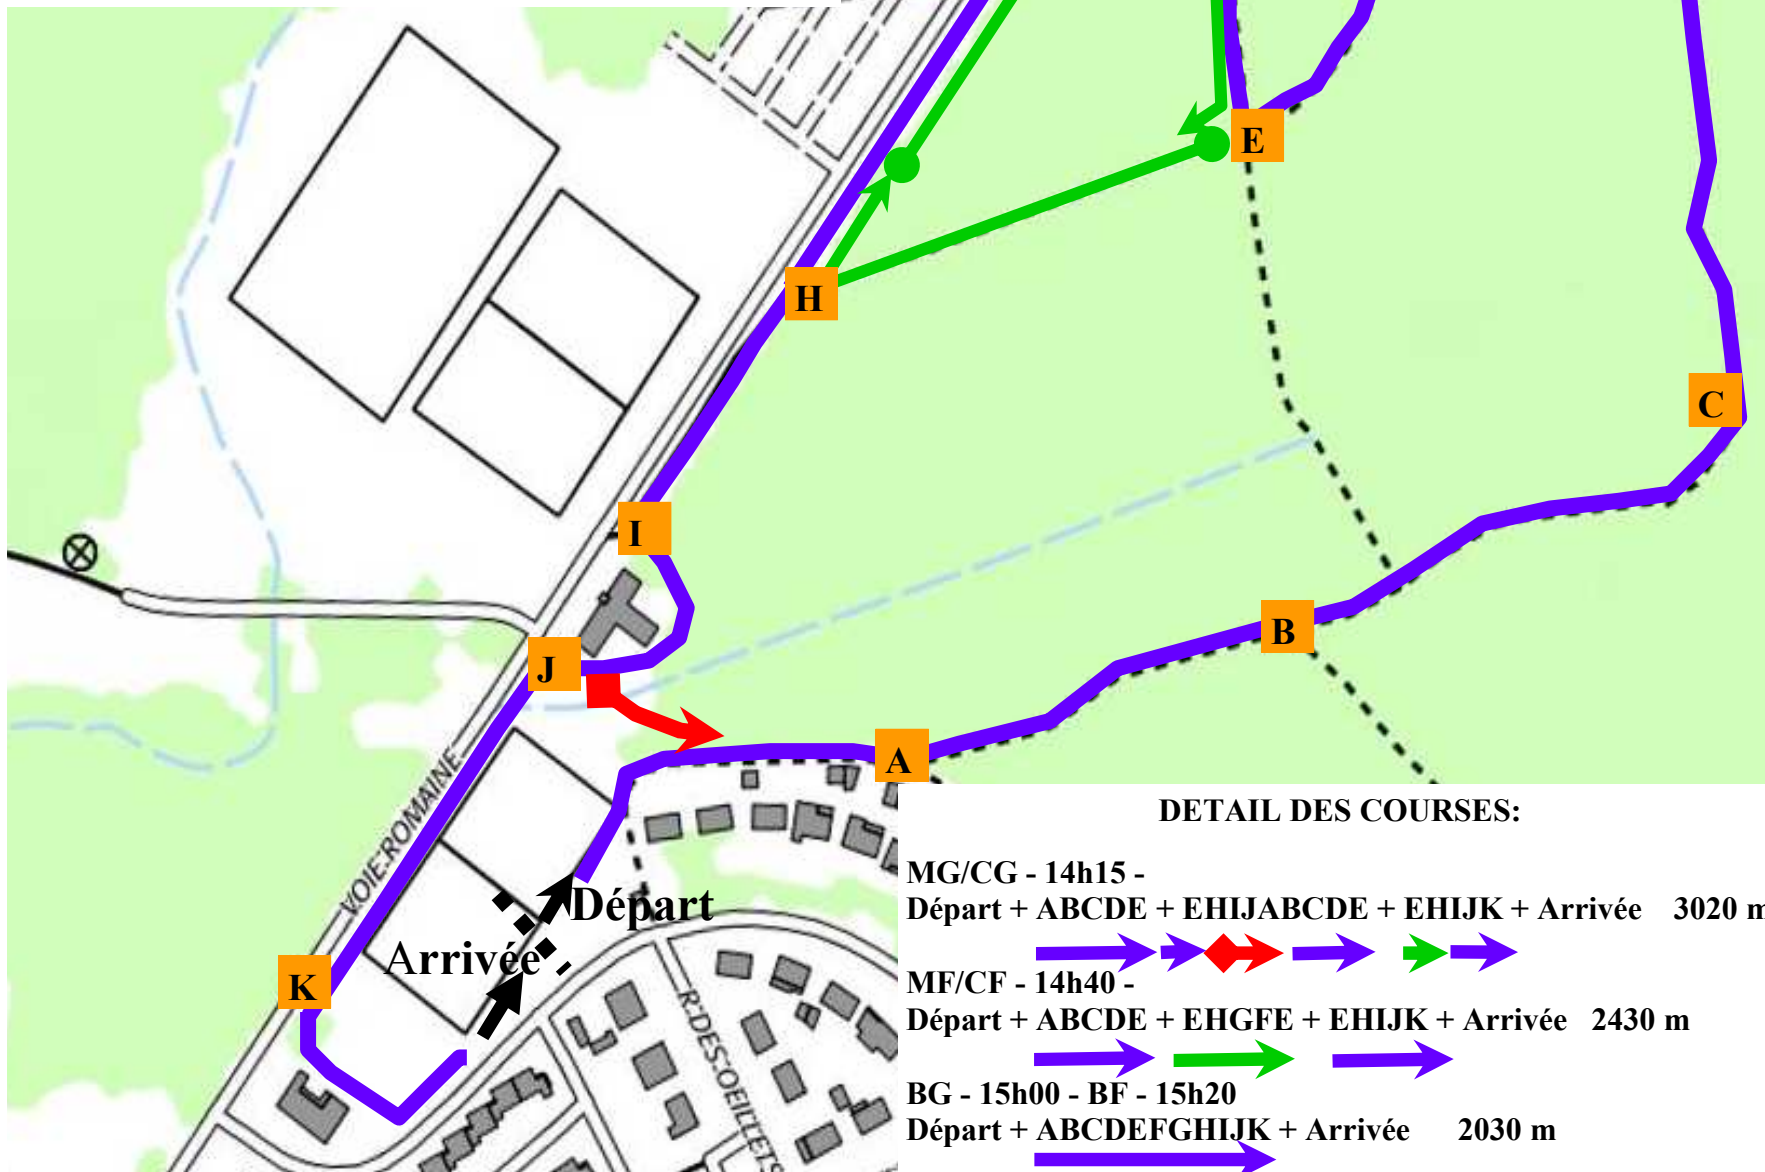 E
H
C
I
B
J
A
VOIE ROMAINE
Départ
Arrivée
K
R. DES OEILLETS
DETAIL DES COURSES:
MG/CG - 14h15 -
Départ + ABCDE + EHIJABCDE + EHIJK + Arrivée 3020 m
MF/CF - 14h40 -
Départ + ABCDE + EHGFE + EHIJK + Arrivée 2430 m
BG - 15h00 - BF - 15h20
Départ + ABCDEFGHIJK + Arrivée 2030 m